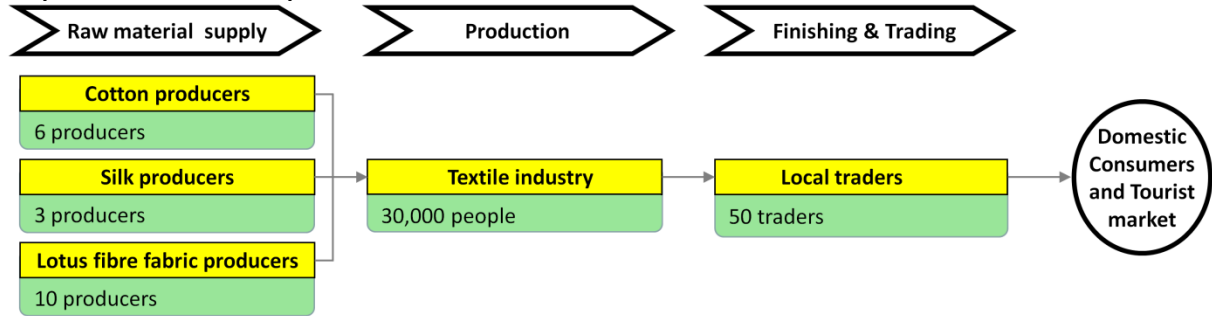 Raw material  supply
Production
Finishing & Trading
Cotton producers
6 producers
Silk producers
3 producers
Lotus fibre fabric producers
10 producers
Textile industry
30,000 people
Local traders
50 traders
Domestic
Consumers
and Tourist
market